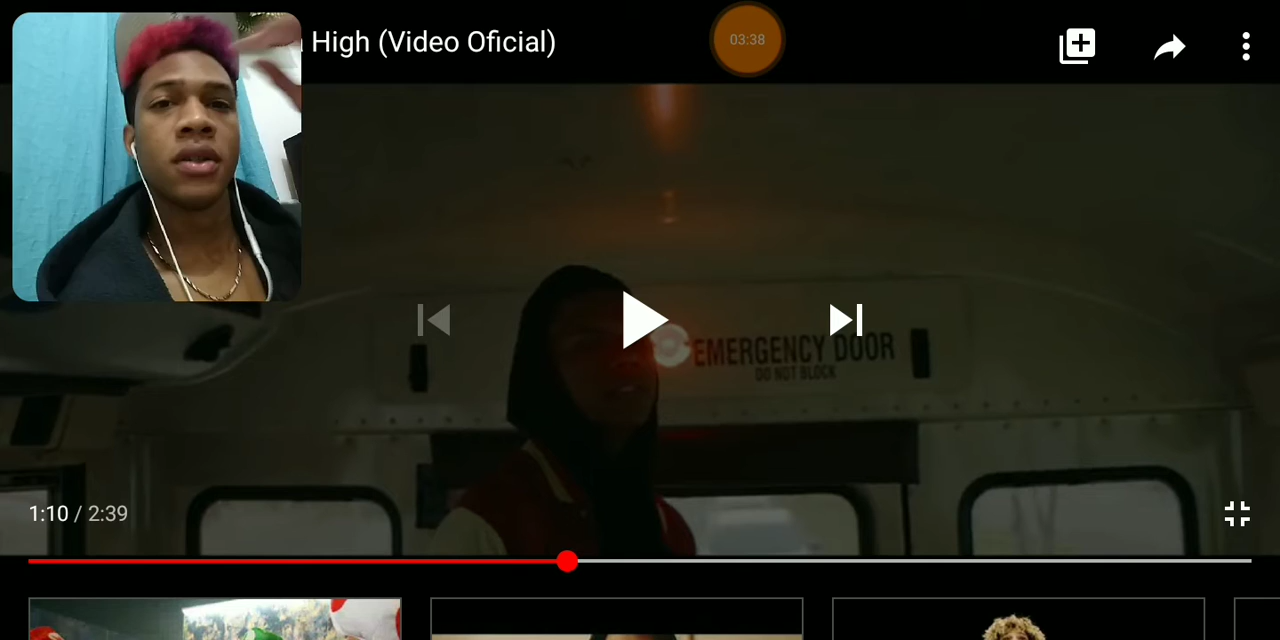 High (Video Oficial)
03:38
EMERGENCY DOOR
DO NOT BLOCK
1:10 / 2:39